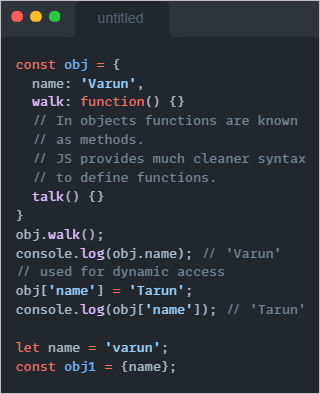 untitled
const obj = {
  name: 'Varun',
  walk: function() {}
  // In objects functions are known
  // as methods.
  // JS provides much cleaner syntax
  // to define functions.
  talk() {}
}
obj.walk();
console.log(obj.name); // 'Varun'
// used for dynamic access
obj['name'] = 'Tarun';
console.log(obj['name']); // 'Tarun'

let name = 'varun';
const obj1 = {name};